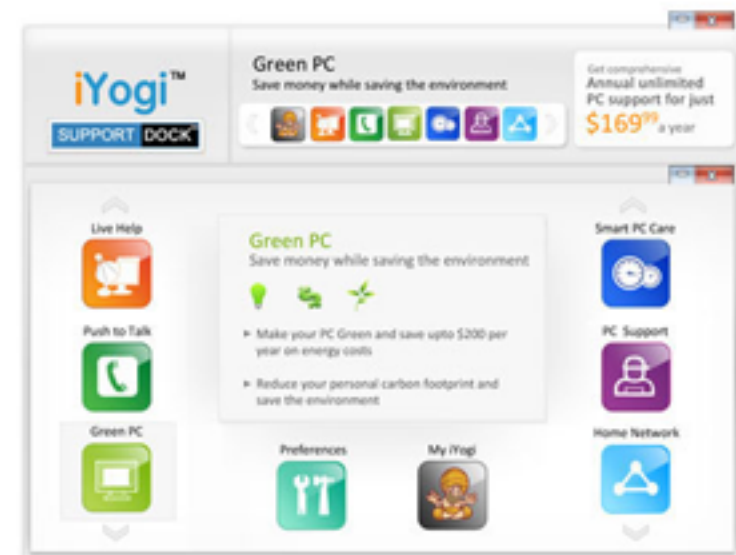 iYogi™
SUPPORT DOCK
Green PC
Save money while saving the environment
Get comprehensive
Annual unlimited
PC support for just
$169⁹⁹ a year
Live Help
Push to Talk
Green PC
Green PC
Save money while saving the environment
▸ Make your PC Green and save upto $200 per
year on energy costs
▸ Reduce your personal carbon footprint and
save the environment
Preferences
My iYogi
Smart PC Care
PC Support
Home Network